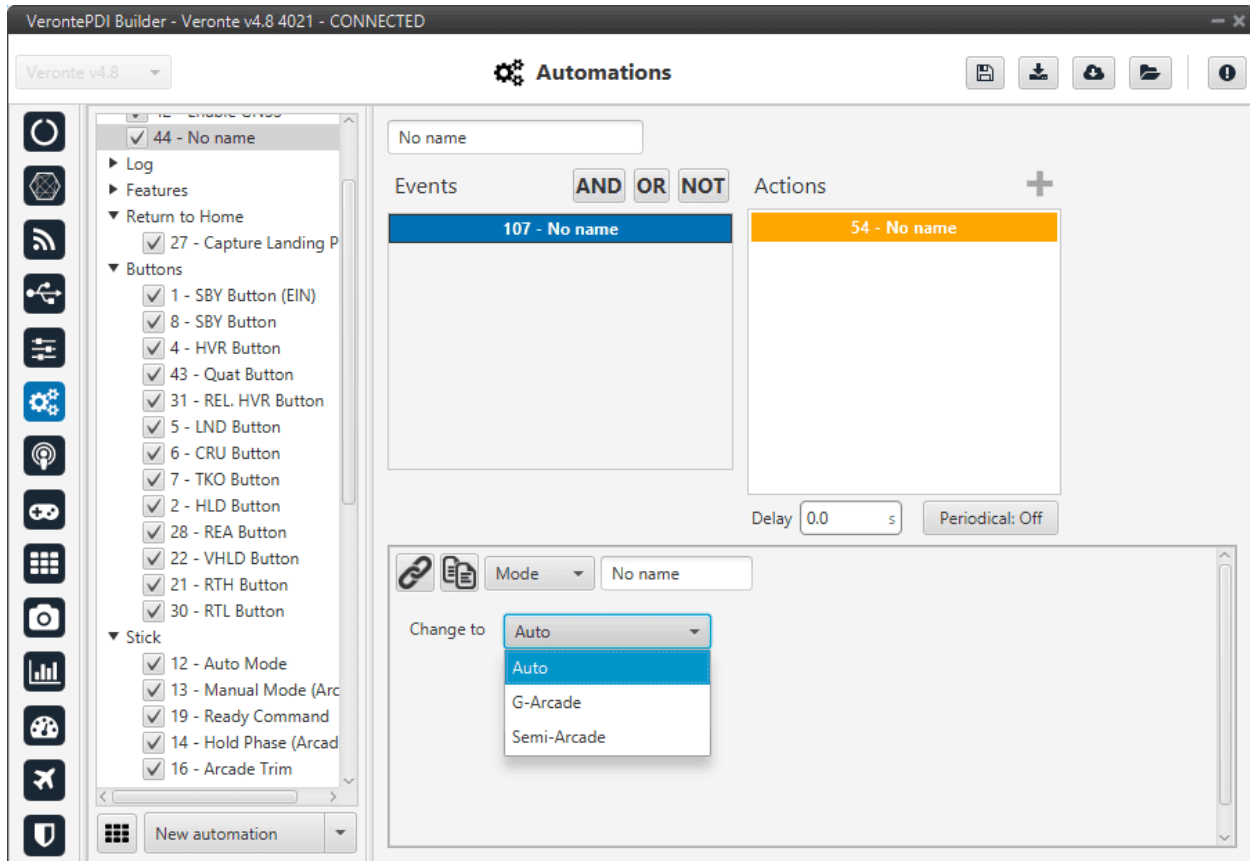 VerontePDI Builder - Veronte v4.8 4021 - CONNECTED
Veronte v4.8
Automations
44 - No name
Log
Features
Return to Home
27 - Capture Landing P
Buttons
1 - SBY Button (EIN)
8 - SBY Button
4 - HVR Button
43 - Quat Button
31 - REL. HVR Button
5 - LND Button
6 - CRU Button
7 - TKO Button
2 - HLD Button
28 - REA Button
22 - VHLD Button
21 - RTH Button
30 - RTL Button
Stick
12 - Auto Mode
13 - Manual Mode (Arc
19 - Ready Command
14 - Hold Phase (Arcad
16 - Arcade Trim
New automation
No name
Events AND OR NOT
107 - No name
Actions
54 - No name
Delay 0.0 s Periodical: Off
Mode No name
Change to Auto
Auto
G-Arcade
Semi-Arcade